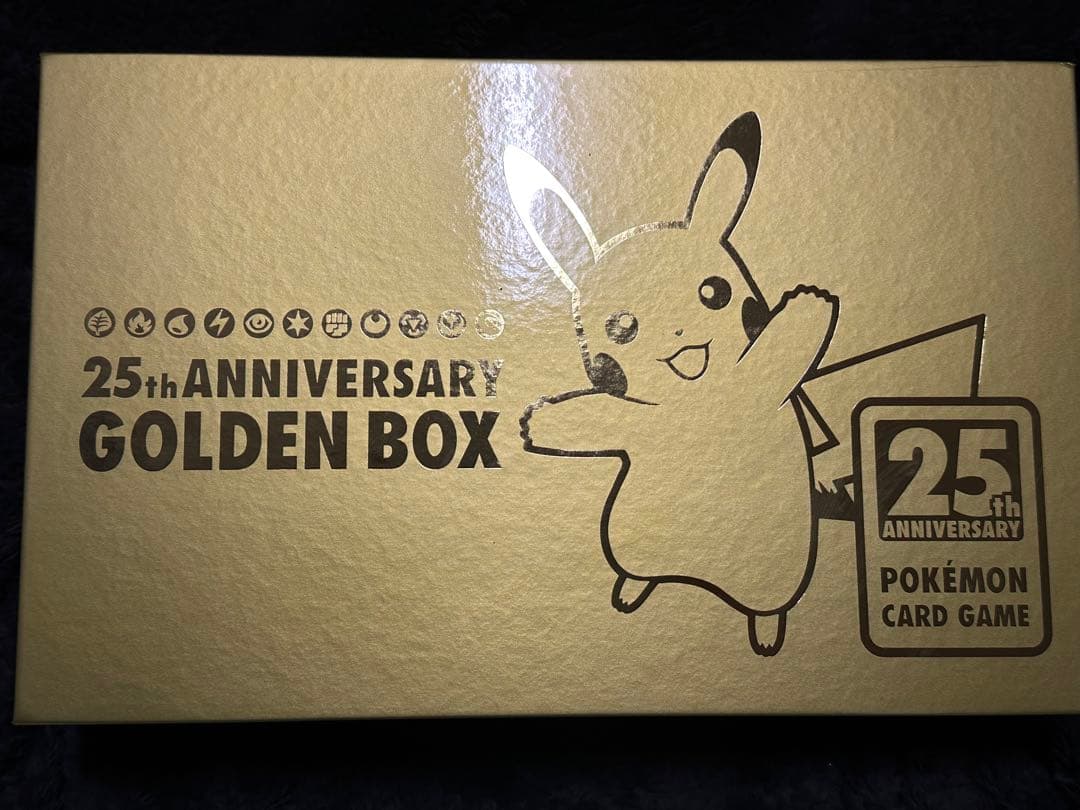 25th ANNIVERSARY
GOLDEN BOX
25th
ANNIVERSARY
POKÉMON
CARD GAME